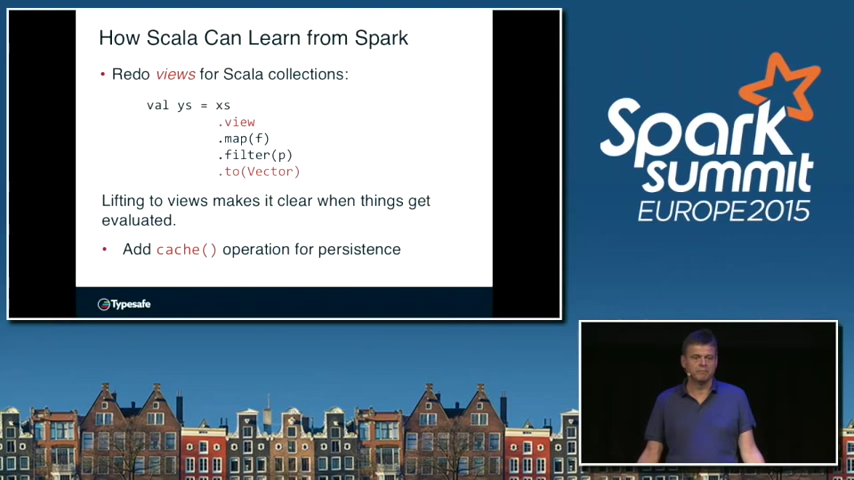 How Scala Can Learn from Spark
• Redo views for Scala collections:
val ys = xs
.view
.map(f)
.filter(p)
.to(Vector)
Lifting to views makes it clear when things get
evaluated.
• Add cache() operation for persistence
Typesafe
Spark
summit
EUROPE 2015